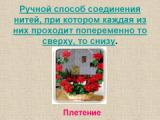 Ручной способ соединения
нитей, при котором каждая из
них проходит попеременно то
сверху, то снизу.
Плетение